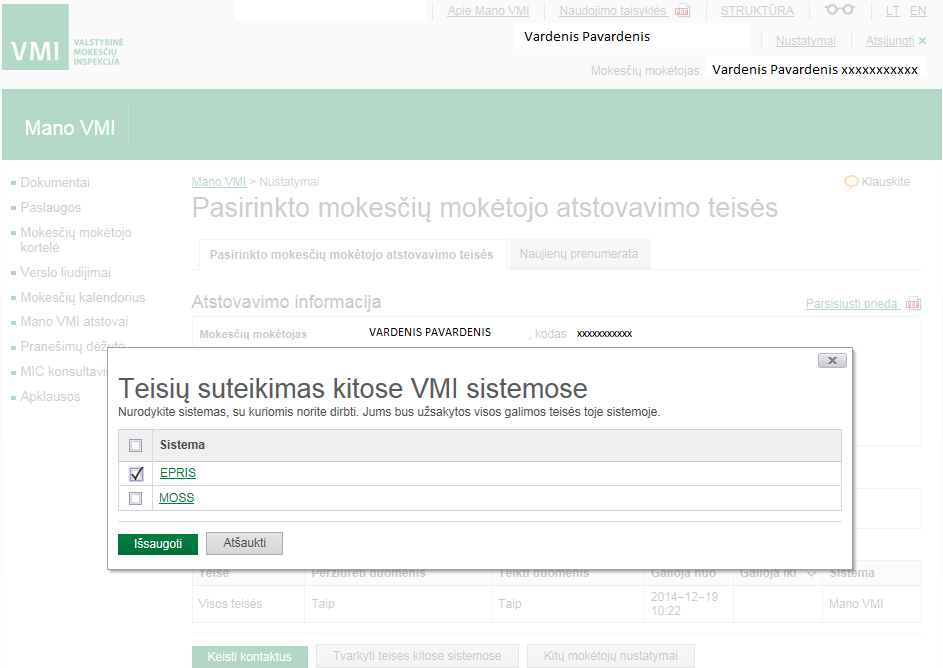 Apie Mano VMI
Naudojimo taisyklės
STRUKTŪRA
LT EN
VMI VALSTYBINĖ
MOKESČIŲ
INSPEKCIJA
Vardenis Pavardenis
Nustatymai
Atsijungti ×
Mokesčių mokėtojas: Vardenis Pavardenis xxxxxxxxxxx
Mano VMI
Dokumentai
Paslaugos
Mokesčių mokėtojo
kortelė
Verslo liudijimai
Mokesčių kalendorius
Mano VMI atstovai
Pranešimų dėžutė
MIC konsultavi
Apklausos
Mano VMI > Nustatymai
Klauskite
Pasirinkto mokesčių mokėtojo atstovavimo teisės
Pasirinkto mokesčių mokėtojo atstovavimo teisės
Naujienų prenumerata
Atstovavimo informacija
Parsisiusti prieda
Mokesčių mokėtojas VARDENIS PAVARDENIS , kodas xxxxxxxxxxx
Teisių suteikimas kitose VMI sistemose
Nurodykite sistemas, su kuriomis norite dirbti. Jums bus užsakytos visos galimos teisės toje sistemoje.
Sistema
EPRIS
MOSS
Išsaugoti
Atšaukti
Teisė Peržiūrėti duomenis Teikti duomenis Galioja nuo Galioja iki Sistema
Visos teisės Taip Taip 2014-12-19
10:22 Mano VMI
Keisti kontaktus
Tvarkyti teises kitose sistemose
Kitų mokėtojų nustatymai